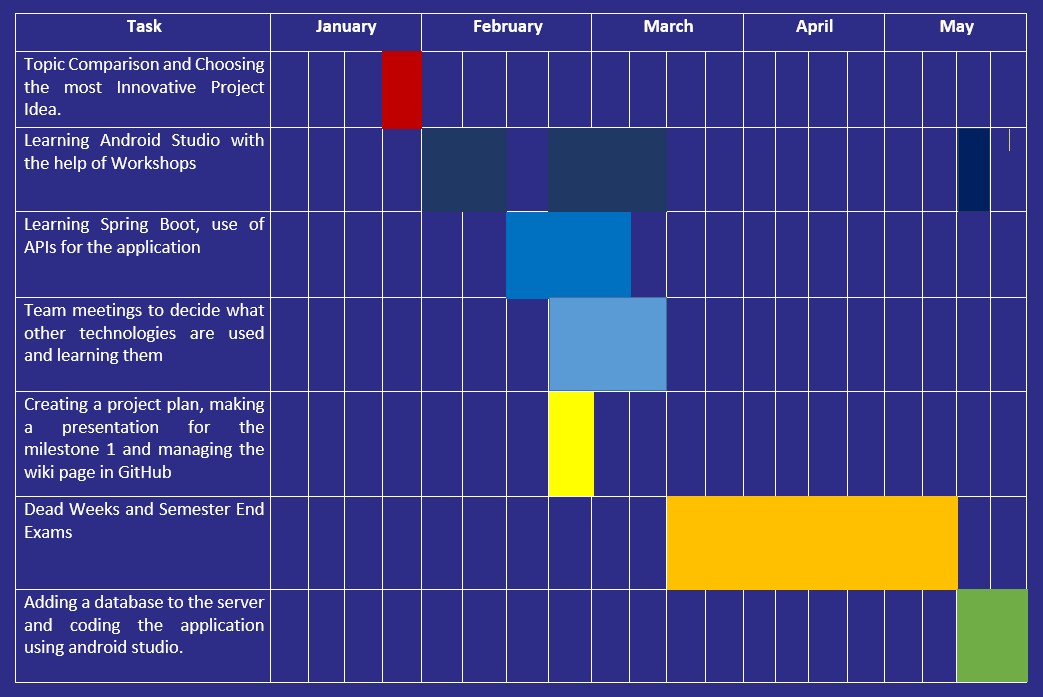 Task January February March April May
Topic Comparison and Choosing
the most Innovative Project
Idea.
Learning Android Studio with
the help of Workshops
Learning Spring Boot, use of
APIs for the application
Team meetings to decide what
other technologies are used
and learning them
Creating a project plan, making
a presentation for the
milestone 1 and managing the
wiki page in GitHub
Dead Weeks and Semester End
Exams
Adding a database to the server
and coding the application
using android studio.